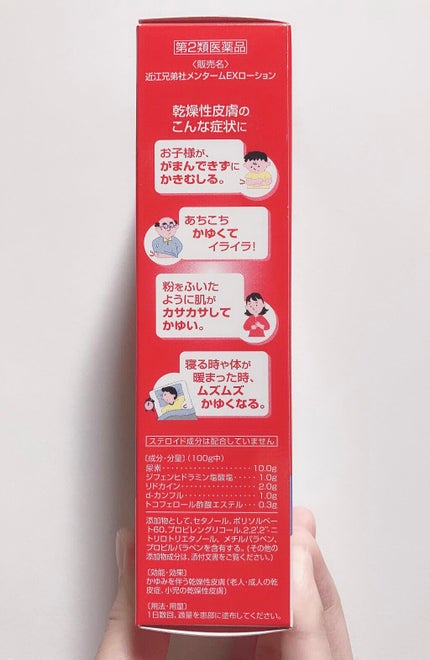 第2類医薬品
〈販売名〉
近江兄弟社メンタームEXローション
乾燥性皮膚の
こんな症状に
お子様が、
がまんできずに
かきむしる。
あちこち
かゆくて
イライラ!
粉をふいた
ように肌が
カサカサして
かゆい。
寝る時や体が
暖まった時、
ムズムズ
かゆくなる。
ステロイド成分は配合していません
〔成分・分量〕(100g中)
尿素・・・・・・・・・・・・・・・・・・・10.0g
ジフェンヒドラミン塩酸塩・・・・・1.0g
リドカイン・・・・・・・・・・・・・・・・2.0g
d-カンフル・・・・・・・・・・・・・・・・1.0g
トコフェロール酢酸エステル・・・・0.3g
添加物として、セタノール、ポリソルベー
ト60、プロピレングリコール、2,2',2''-ニ
トリロトリエタノール、メチルパラベン、
プロピルパラベンを含有する。(その他の
添加物成分は、添付文書をご覧ください。)
〔効能・効果〕
かゆみを伴う乾燥性皮膚(老人・成人の乾
皮症、小児の乾燥性皮膚)
〔用法・用量〕
1日数回、適量を患部に塗布してください。